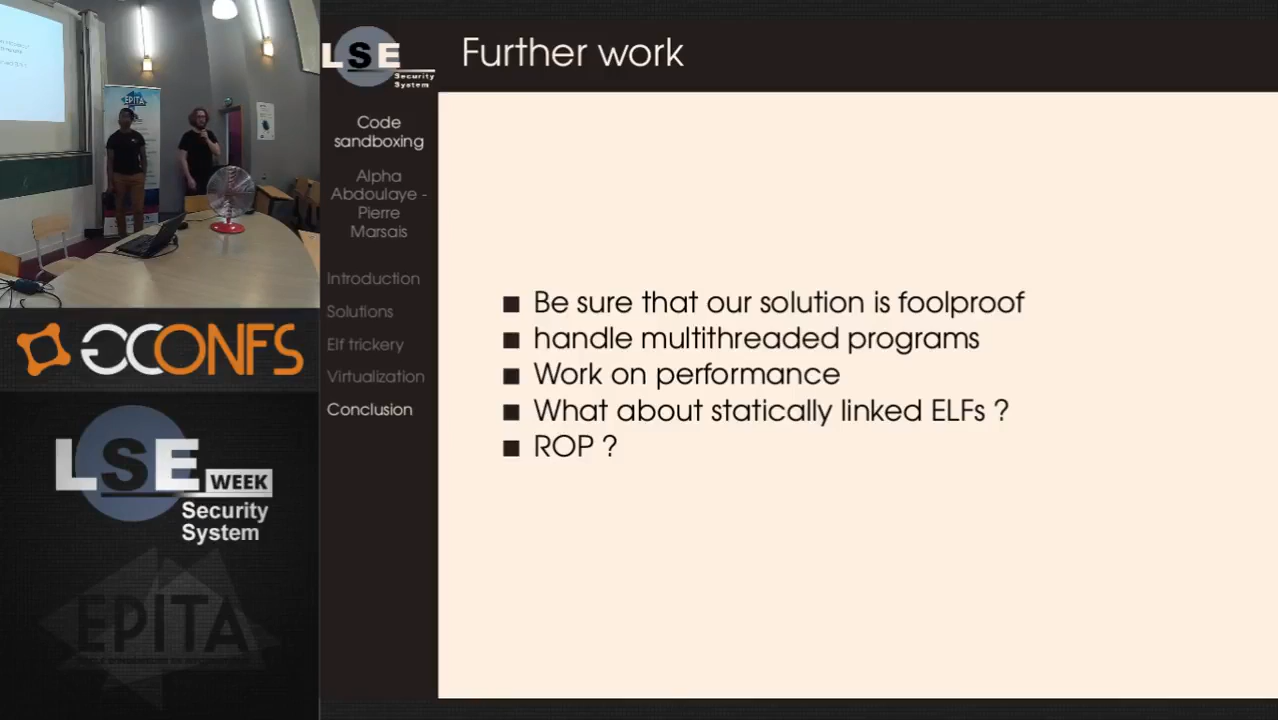 EPITA
LSE
Security
System
Further work
Code
sandboxing
Alpha
Abdoulaye -
Pierre
Marsais
Introduction
Solutions
Elf trickery
Virtualization
Conclusion
■ Be sure that our solution is foolproof
■ handle multithreaded programs
■ Work on performance
■ What about statically linked ELFs ?
■ ROP ?
CONFS
LSE WEEK
Security
System
EPITA